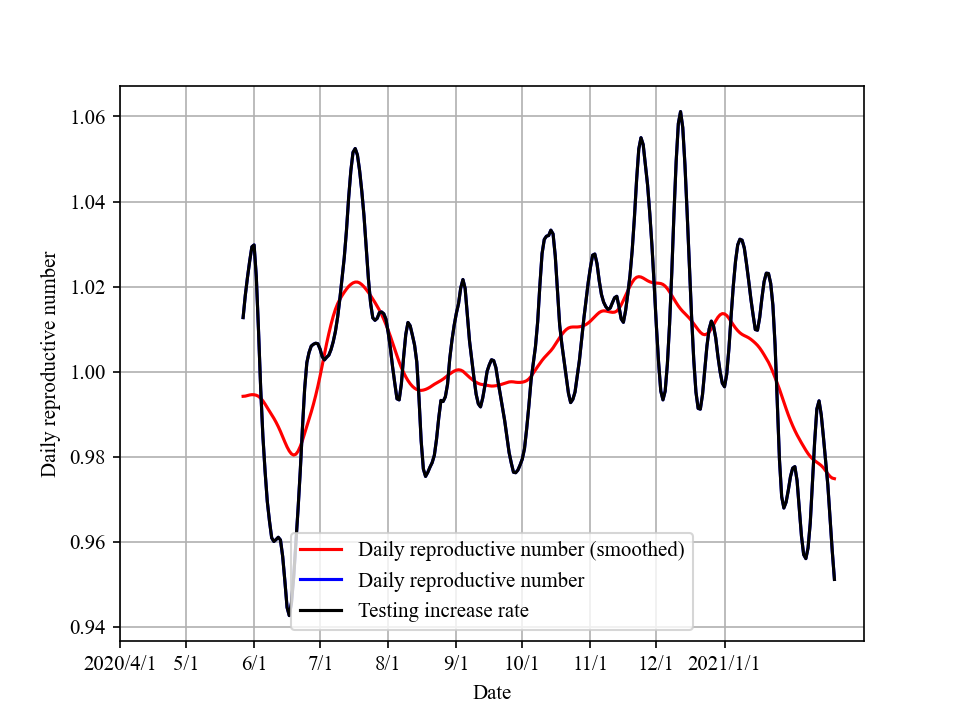 1.06
1.04
1.02
1.00
0.98
0.96
0.94
Daily reproductive number
Daily reproductive number (smoothed)
Daily reproductive number
Testing increase rate
2020/4/1 5/1 6/1 7/1 8/1 9/1 10/1 11/1 12/1 2021/1/1
Date